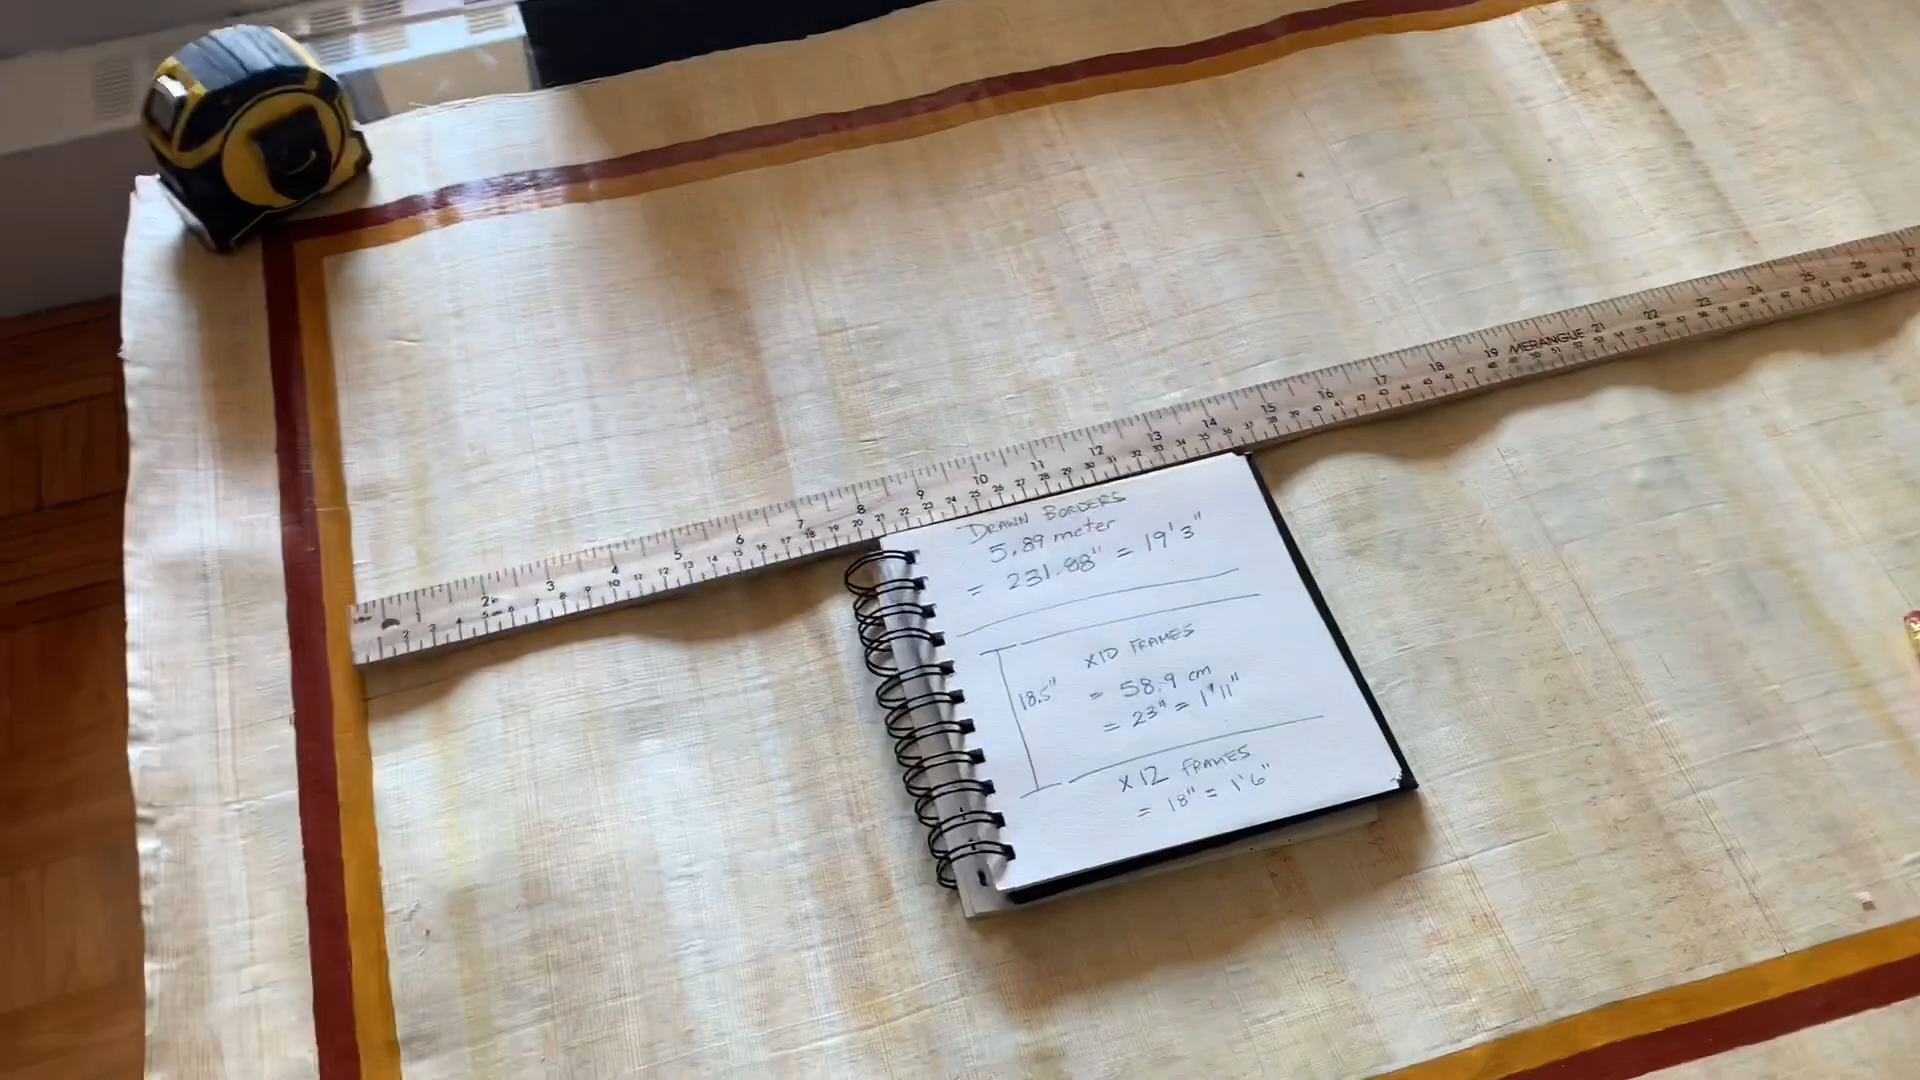 MERANGUE
DRAWN BORDERS
5.89 meter
= 231.88" = 19'3"
x10 FRAMES
18.5"
= 58.9 cm
= 23" = 1'11"
x12 FRAMES
= 18" = 1'6"